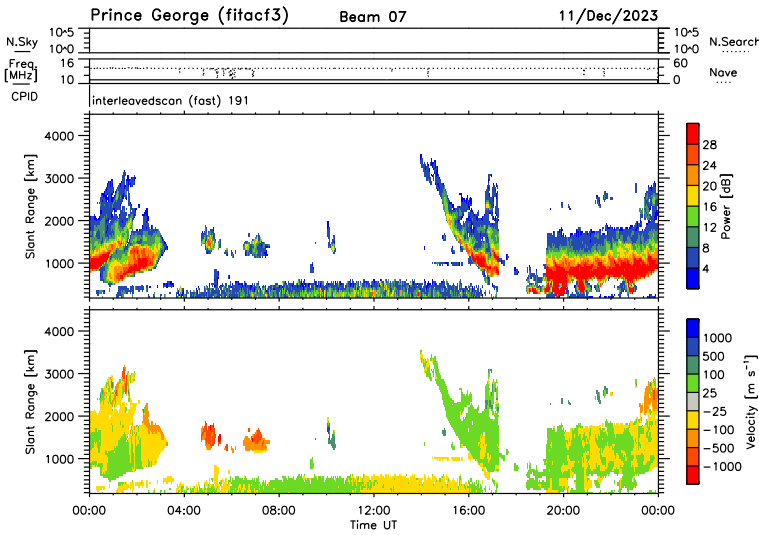 Prince George (fitacf3) Beam 07 11/Dec/2023
N.Sky 10^5 10^5 N.Search
10^0 10^0
Freq. 16 60
[MHz] 10 0 Nave
CPID interleavedscan (fast) 191
Slant Range [km]
4000
3000
2000
1000
Power [dB]
28
24
20
16
12
8
4
Slant Range [km]
4000
3000
2000
1000
Velocity [m s⁻¹]
1000
500
100
25
-25
-100
-500
-1000
00:00 04:00 08:00 12:00 16:00 20:00 00:00
Time UT